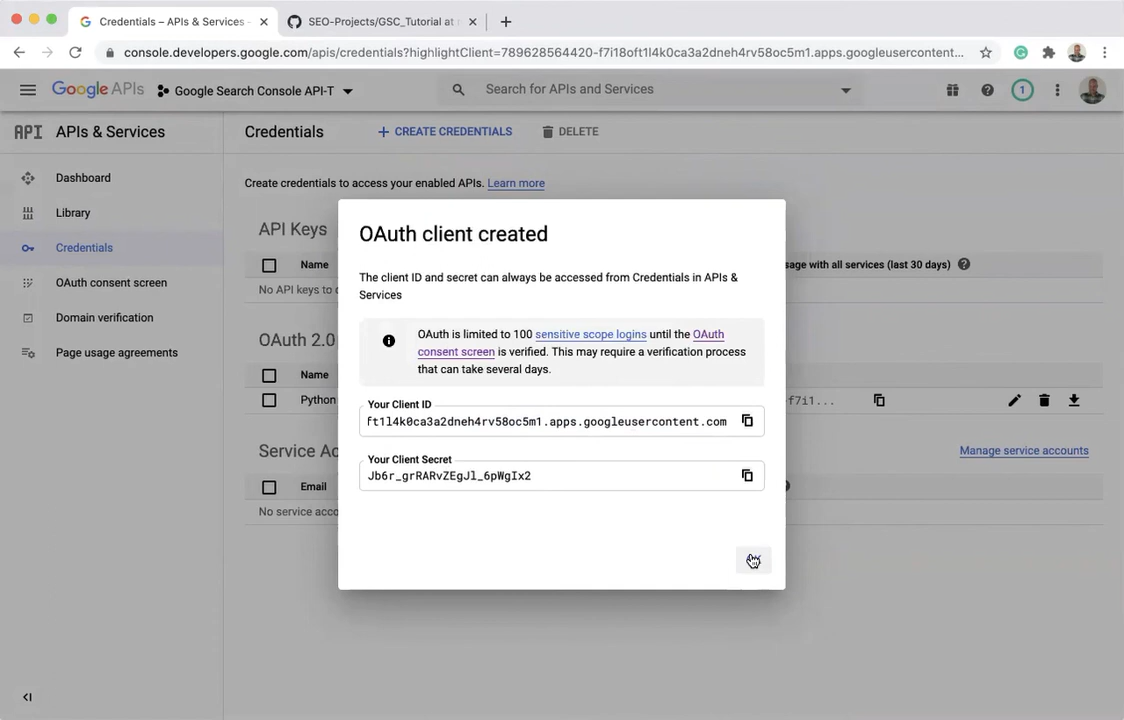 Credentials – APIs & Services -
SEO-Projects/GSC_Tutorial at
console.developers.google.com/apis/credentials?highlightClient=789628564420-f7i18oft1l4k0ca3a2dneh4rv58oc5m1.apps.googleusercontent...
Google APIs
Google Search Console API-T
Search for APIs and Services
1
API APIs & Services
Credentials
+ CREATE CREDENTIALS
DELETE
Dashboard
Library
Credentials
OAuth consent screen
Domain verification
Page usage agreements
Create credentials to access your enabled APIs. Learn more
API Keys
Name
sage with all services (last 30 days)
No API keys to
OAuth 2.0
Name
Python
f7i1...
Service Ac
Manage service accounts
Email
No service acco
OAuth client created
The client ID and secret can always be accessed from Credentials in APIs &
Services
OAuth is limited to 100 sensitive scope logins until the OAuth
consent screen is verified. This may require a verification process
that can take several days.
Your Client ID
ft1l4k0ca3a2dneh4rv58oc5m1.apps.googleusercontent.com
Your Client Secret
Jb6r_grRARvZEgJl_6pWgIx2